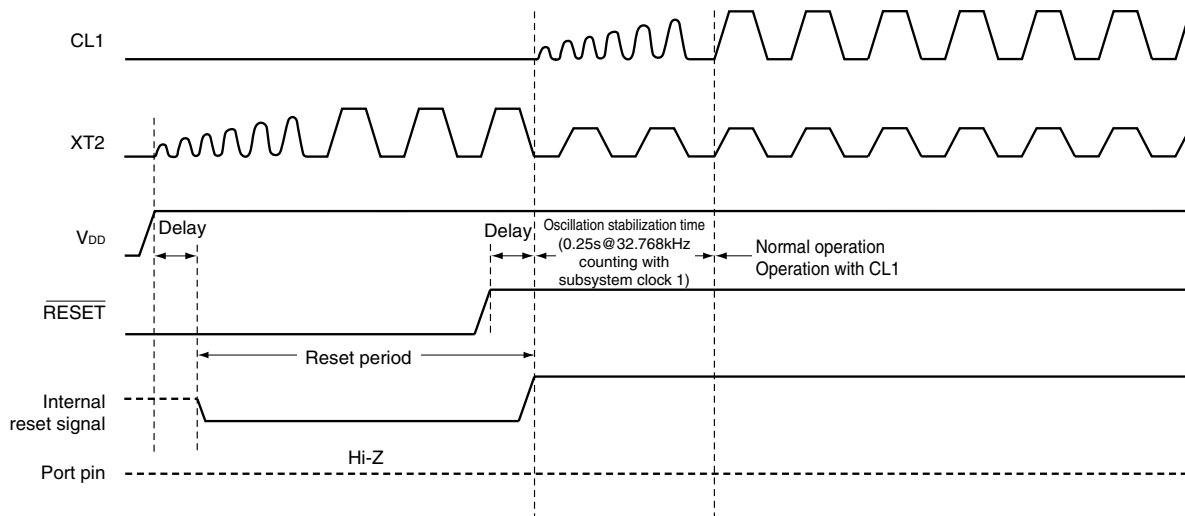 CL1
XT2
VDD
Delay
Delay
Oscillation stabilization time
(0.25s@32.768kHz
counting with
subsystem clock 1)
Normal operation
Operation with CL1
RESET
Reset period
Internal
reset signal
Hi-Z
Port pin